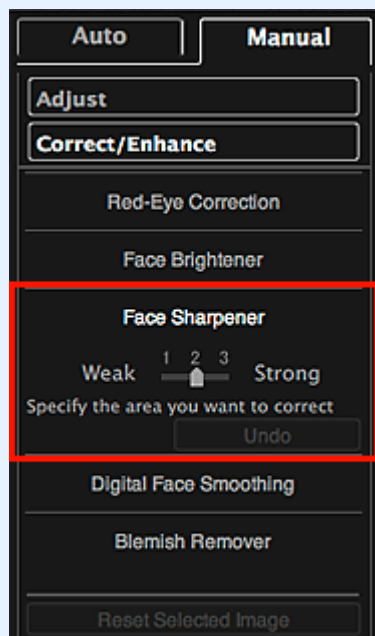 Auto Manual
Adjust
Correct/Enhance
Red-Eye Correction
Face Brightener
Face Sharpener
1 2 3
Weak Strong
Specify the area you want to correct
Undo
Digital Face Smoothing
Blemish Remover
Reset Selected Image